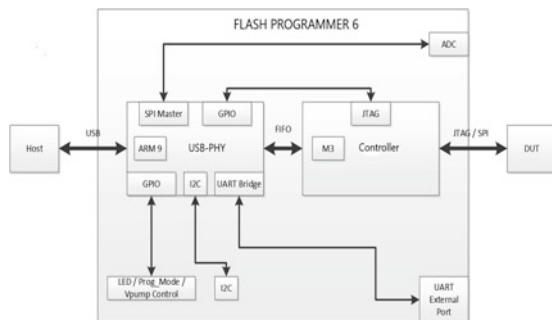 FLASH PROGRAMMER 6
ADC
SPI Master
GPIO
JTAG
USB
FIFO
JTAG / SPI
Host
ARM 9
USB-PHY
M3
Controller
DUT
GPIO
I2C
UART Bridge
LED / Prog_Mode /
Vpump Control
I2C
UART
External
Port